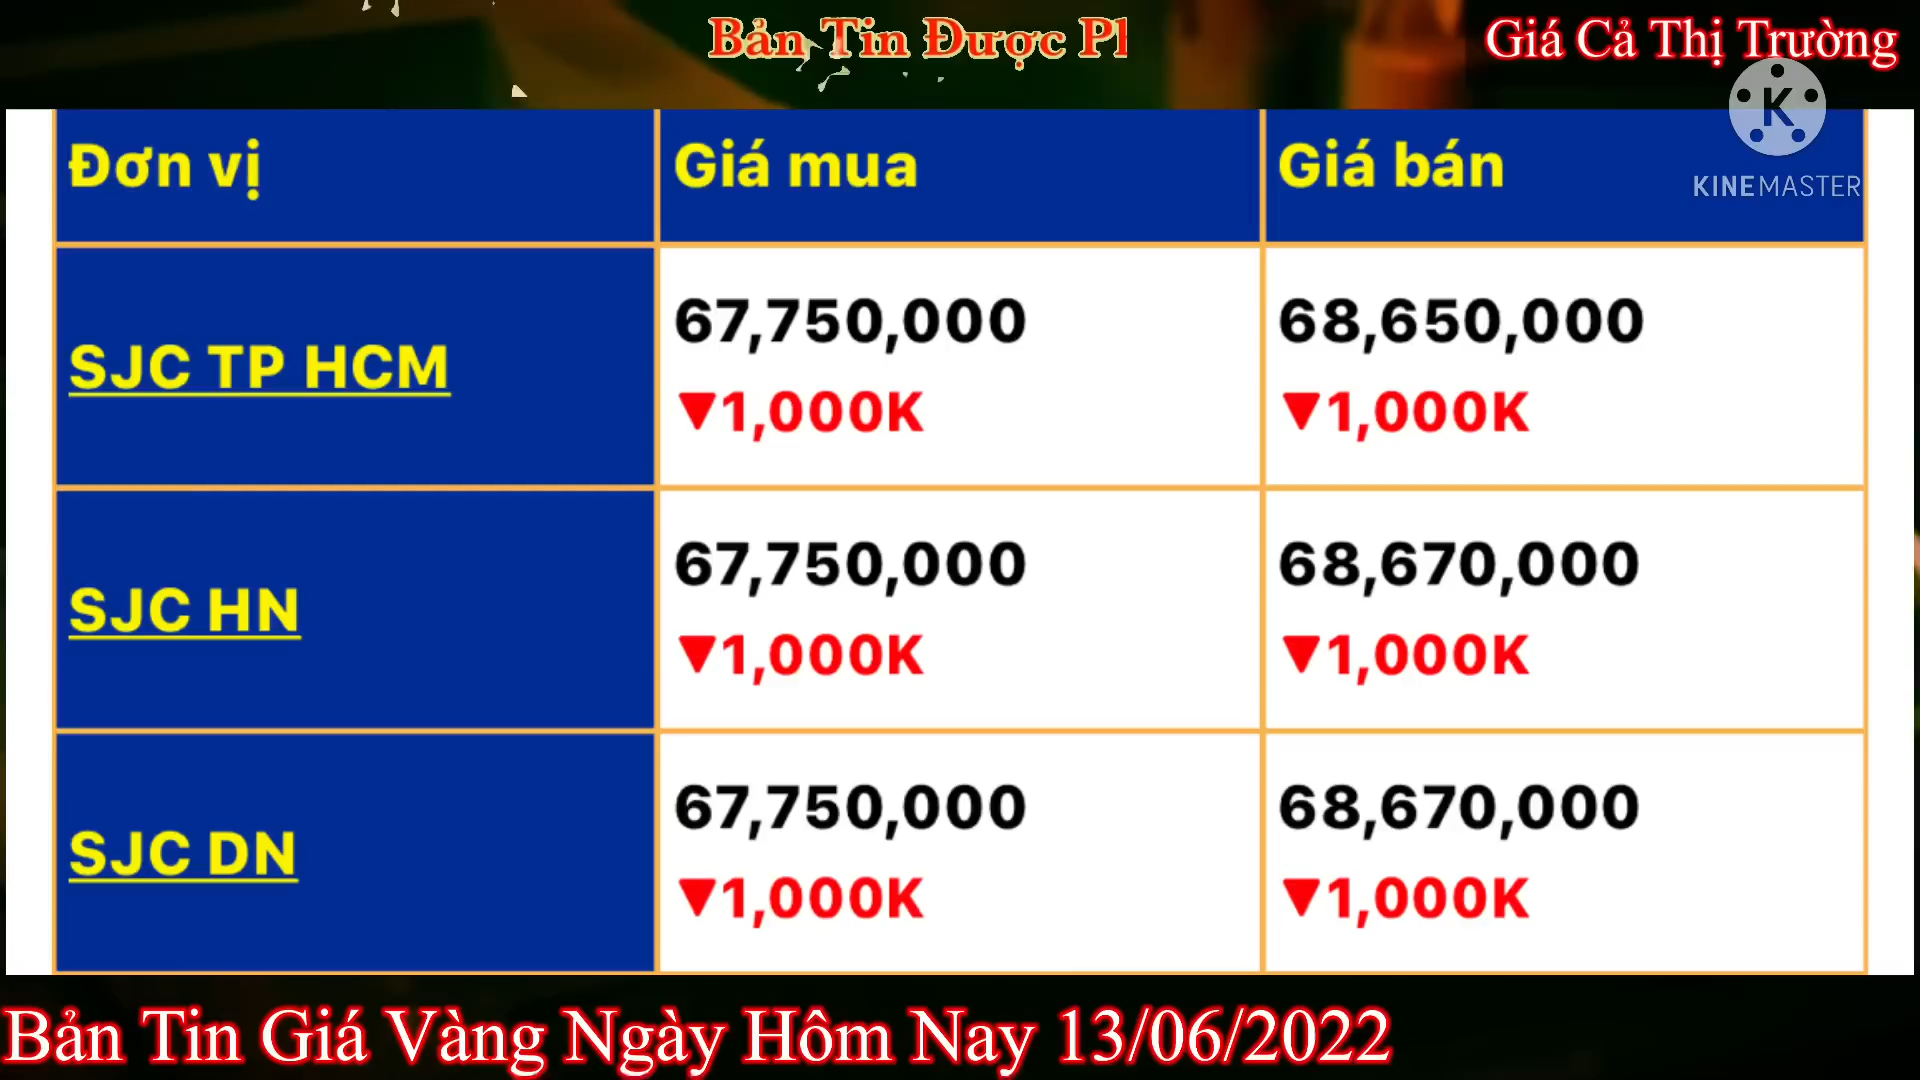 Bản Tin Được
Giá Cả Thị Trường
K
KINEMASTER
Đơn vị Giá mua Giá bán
SJC TP HCM 67,750,000 68,650,000
▼1,000K ▼1,000K
SJC HN 67,750,000 68,670,000
▼1,000K ▼1,000K
SJC DN 67,750,000 68,670,000
▼1,000K ▼1,000K
Bản Tin Giá Vàng Ngày Hôm Nay 13/06/2022